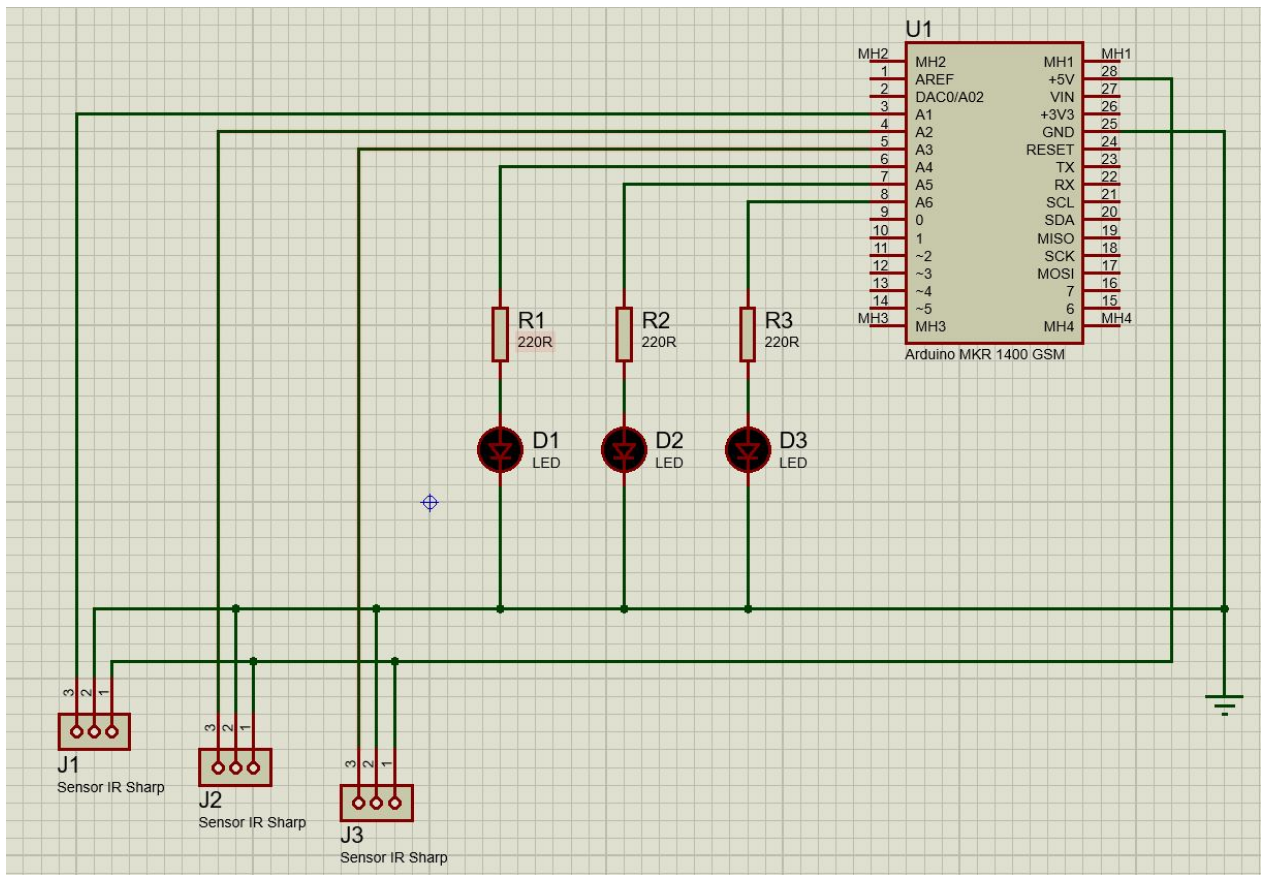 U1
MH2 MH2 MH1 MH1
1 AREF +5V 28
2 DAC0/A02 VIN 27
3 A1 +3V3 26
4 A2 GND 25
5 A3 RESET 24
6 A4 TX 23
7 A5 RX 22
8 A6 SCL 21
9 0 SDA 20
10 1 MISO 19
11 ~2 SCK 18
12 ~3 MOSI 17
13 ~4 7 16
14 ~5 6 15
MH3 MH3 MH4 MH4
Arduino MKR 1400 GSM
R1
220R
R2
220R
R3
220R
D1
LED
D2
LED
D3
LED
3 2 1
J1
Sensor IR Sharp
3 2 1
J2
Sensor IR Sharp
3 2 1
J3
Sensor IR Sharp